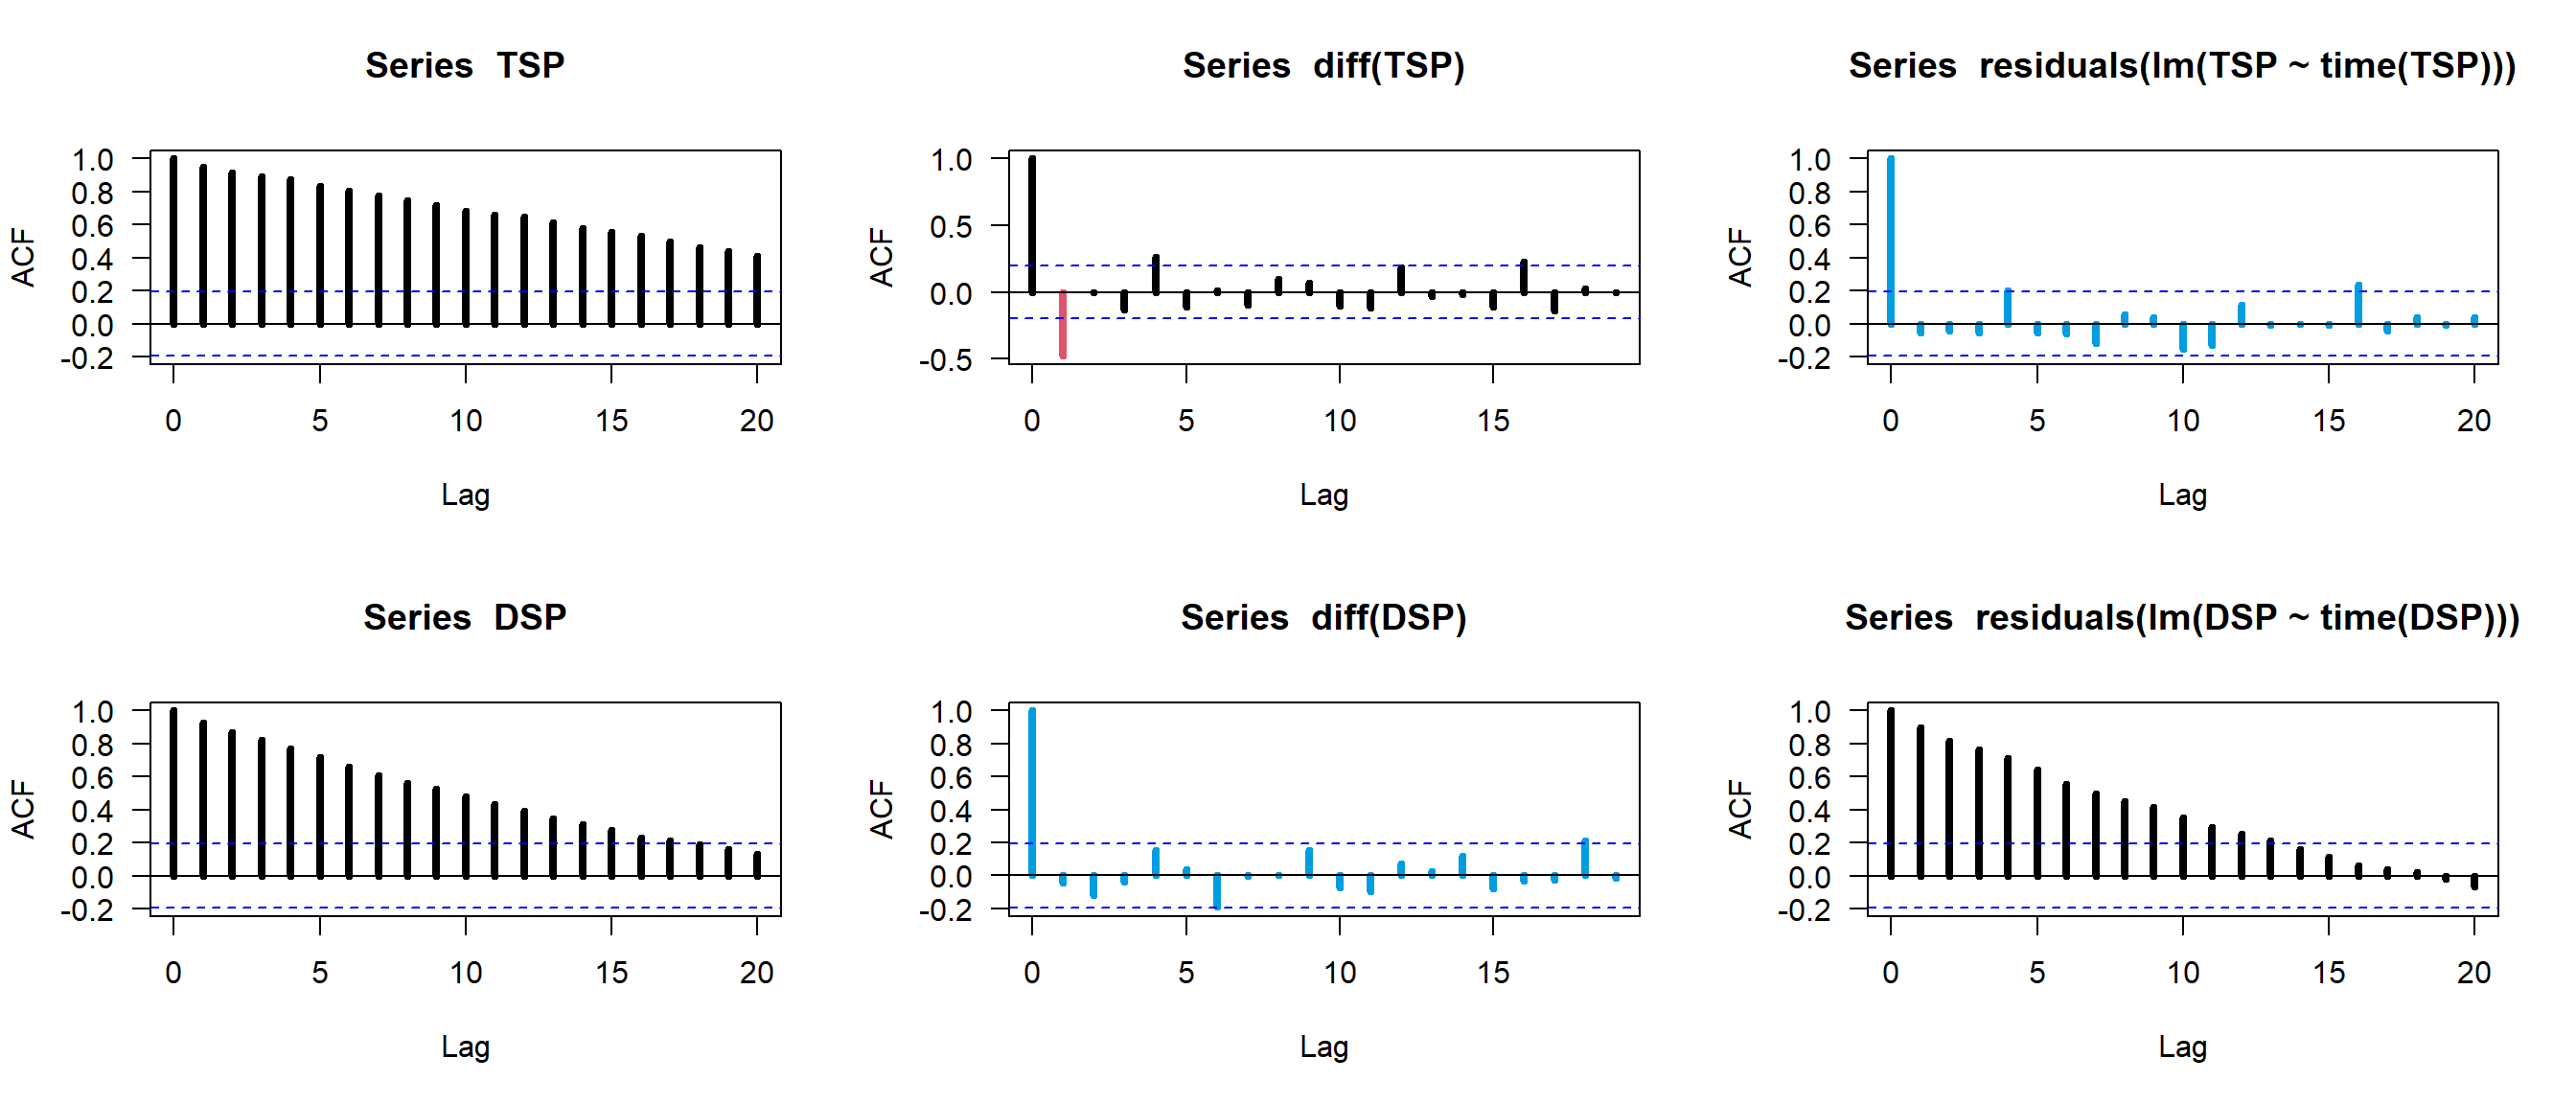 Series  TSP
ACF
1.0
0.8
0.6
0.4
0.2
0.0
-0.2
0 5 10 15 20
Lag
Series  diff(TSP)
ACF
1.0
0.5
0.0
-0.5
0 5 10 15
Lag
Series  residuals(lm(TSP ~ time(TSP)))
ACF
1.0
0.8
0.6
0.4
0.2
0.0
-0.2
0 5 10 15 20
Lag
Series  DSP
ACF
1.0
0.8
0.6
0.4
0.2
0.0
-0.2
0 5 10 15 20
Lag
Series  diff(DSP)
ACF
1.0
0.8
0.6
0.4
0.2
0.0
-0.2
0 5 10 15
Lag
Series  residuals(lm(DSP ~ time(DSP)))
ACF
1.0
0.8
0.6
0.4
0.2
0.0
-0.2
0 5 10 15 20
Lag